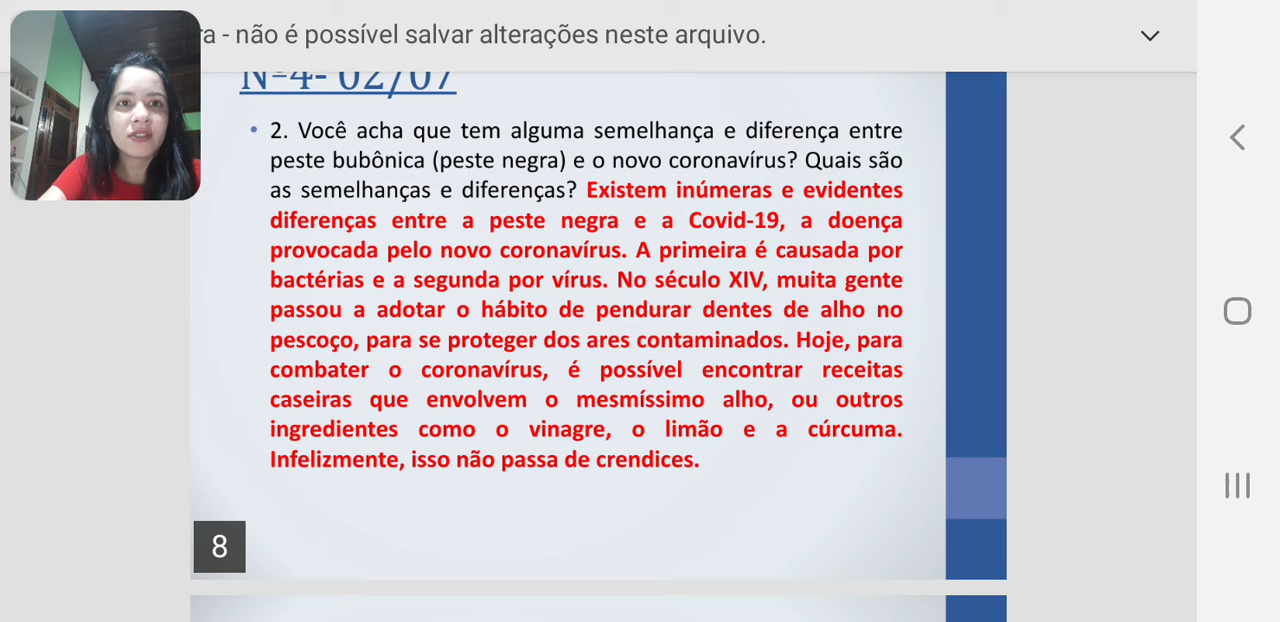 ra - não é possível salvar alterações neste arquivo.
Nº4- 02/07
• 2. Você acha que tem alguma semelhança e diferença entre
peste bubônica (peste negra) e o novo coronavírus? Quais são
as semelhanças e diferenças? Existem inúmeras e evidentes
diferenças entre a peste negra e a Covid-19, a doença
provocada pelo novo coronavírus. A primeira é causada por
bactérias e a segunda por vírus. No século XIV, muita gente
passou a adotar o hábito de pendurar dentes de alho no
pescoço, para se proteger dos ares contaminados. Hoje, para
combater o coronavírus, é possível encontrar receitas
caseiras que envolvem o mesmíssimo alho, ou outros
ingredientes como o vinagre, o limão e a cúrcuma.
Infelizmente, isso não passa de crendices.
8